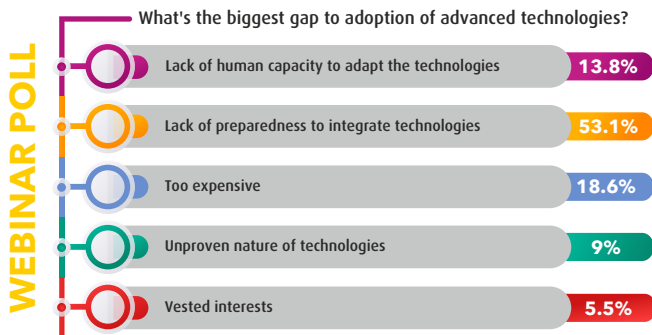 WEBINAR POLL
What's the biggest gap to adoption of advanced technologies?
Lack of human capacity to adapt the technologies 13.8%
Lack of preparedness to integrate technologies 53.1%
Too expensive 18.6%
Unproven nature of technologies 9%
Vested interests 5.5%